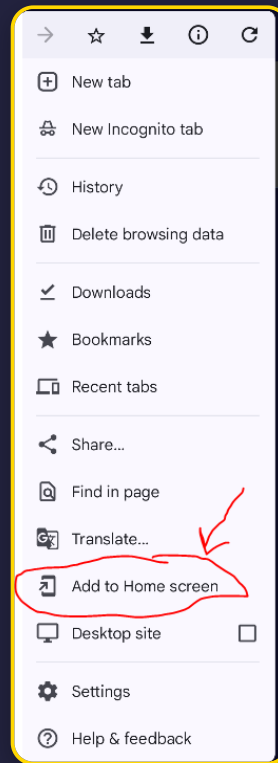 New tab
New Incognito tab
History
Delete browsing data
Downloads
Bookmarks
Recent tabs
Share...
Find in page
Translate...
Add to Home screen
Desktop site
Settings
Help & feedback